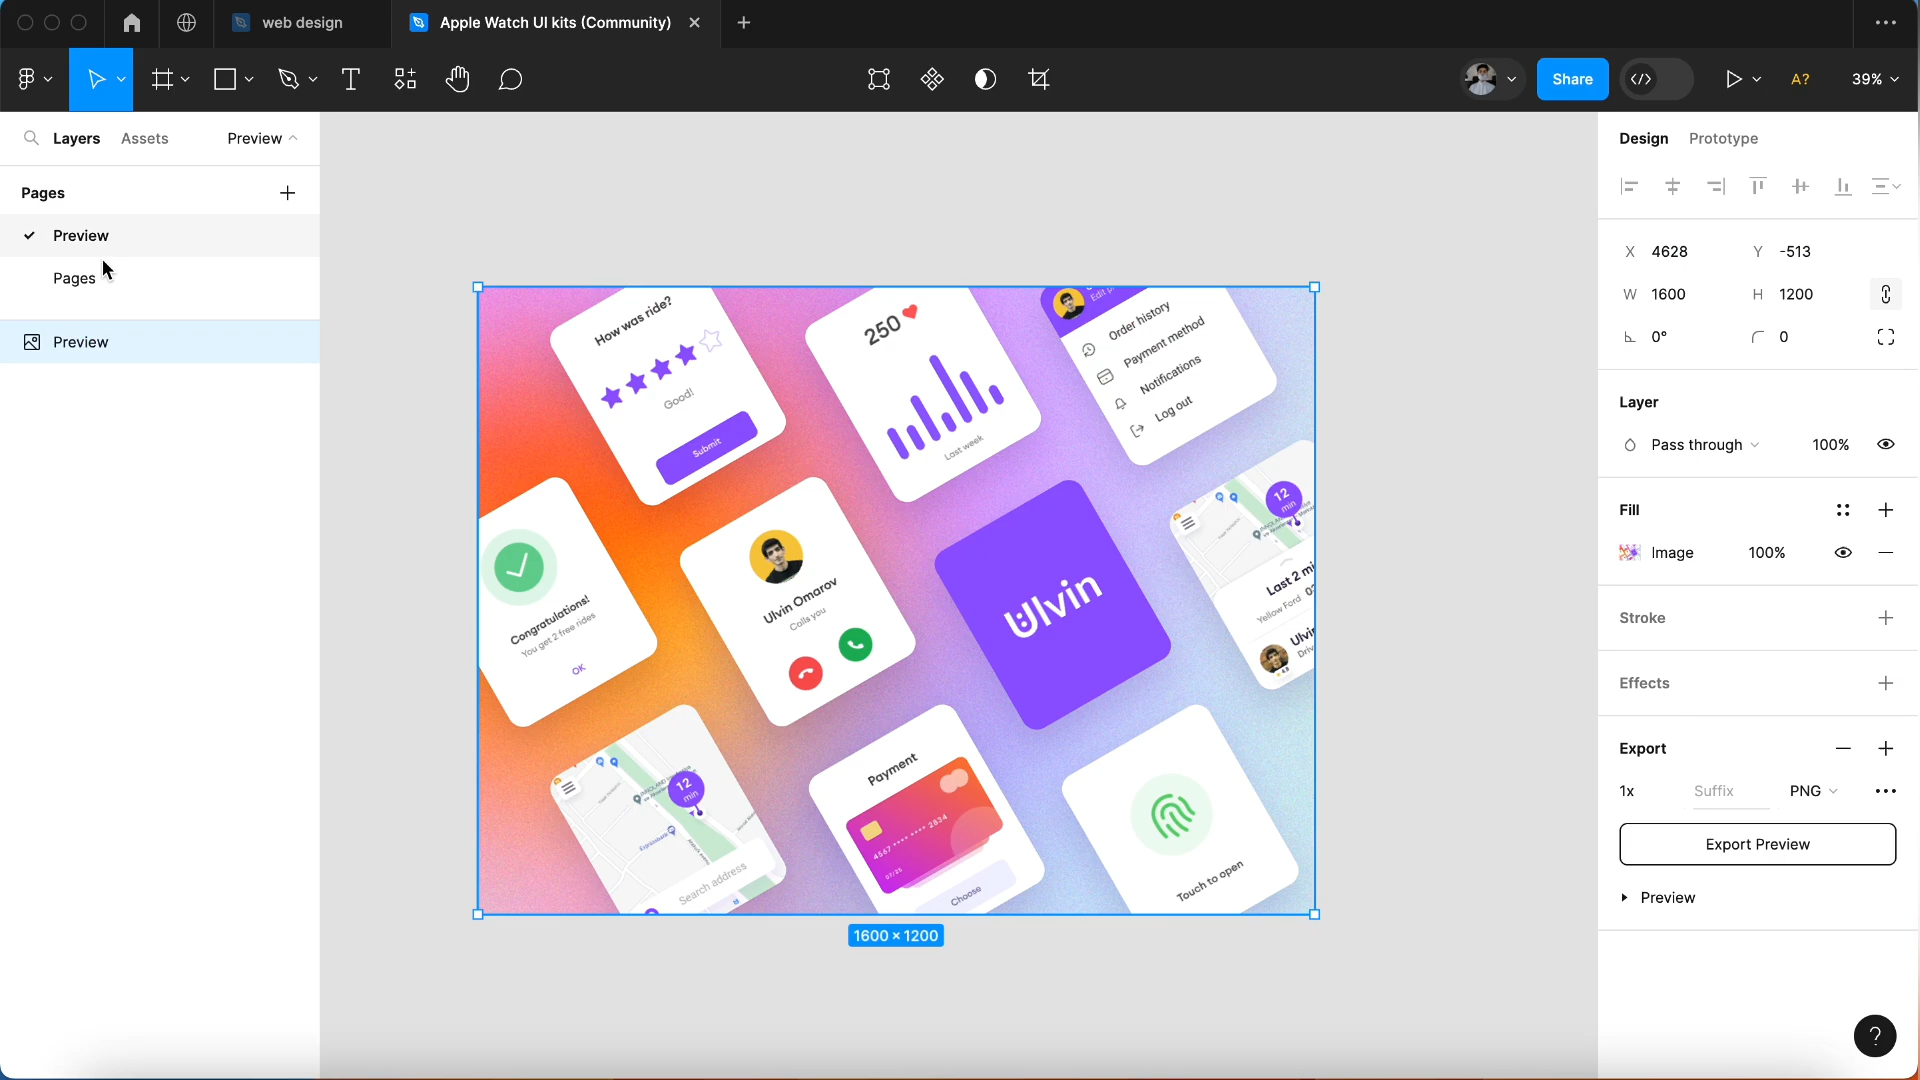 web design
Apple Watch UI kits (Community)
Share
A?
39%
Layers
Assets
Preview
Pages
Preview
Pages
Preview
Design
Prototype
X 4628
Y -513
W 1600
H 1200
0°
0
Layer
Pass through
100%
Fill
Image
100%
Stroke
Effects
Export
1x
Suffix
PNG
Export Preview
Preview
?
How was ride?
Good!
Submit
250
Last week
Order history
Payment method
Notifications
Log out
Congratulations!
You get 2 free rides
OK
Ulvin Omarov
Calls you
Ulvin
12
min
Last 2 mi
Yellow Ford
Ulvi
12
min
Search address
Payment
4567 **** **** 2834
07/25
Choose
Touch to open
1600 × 1200